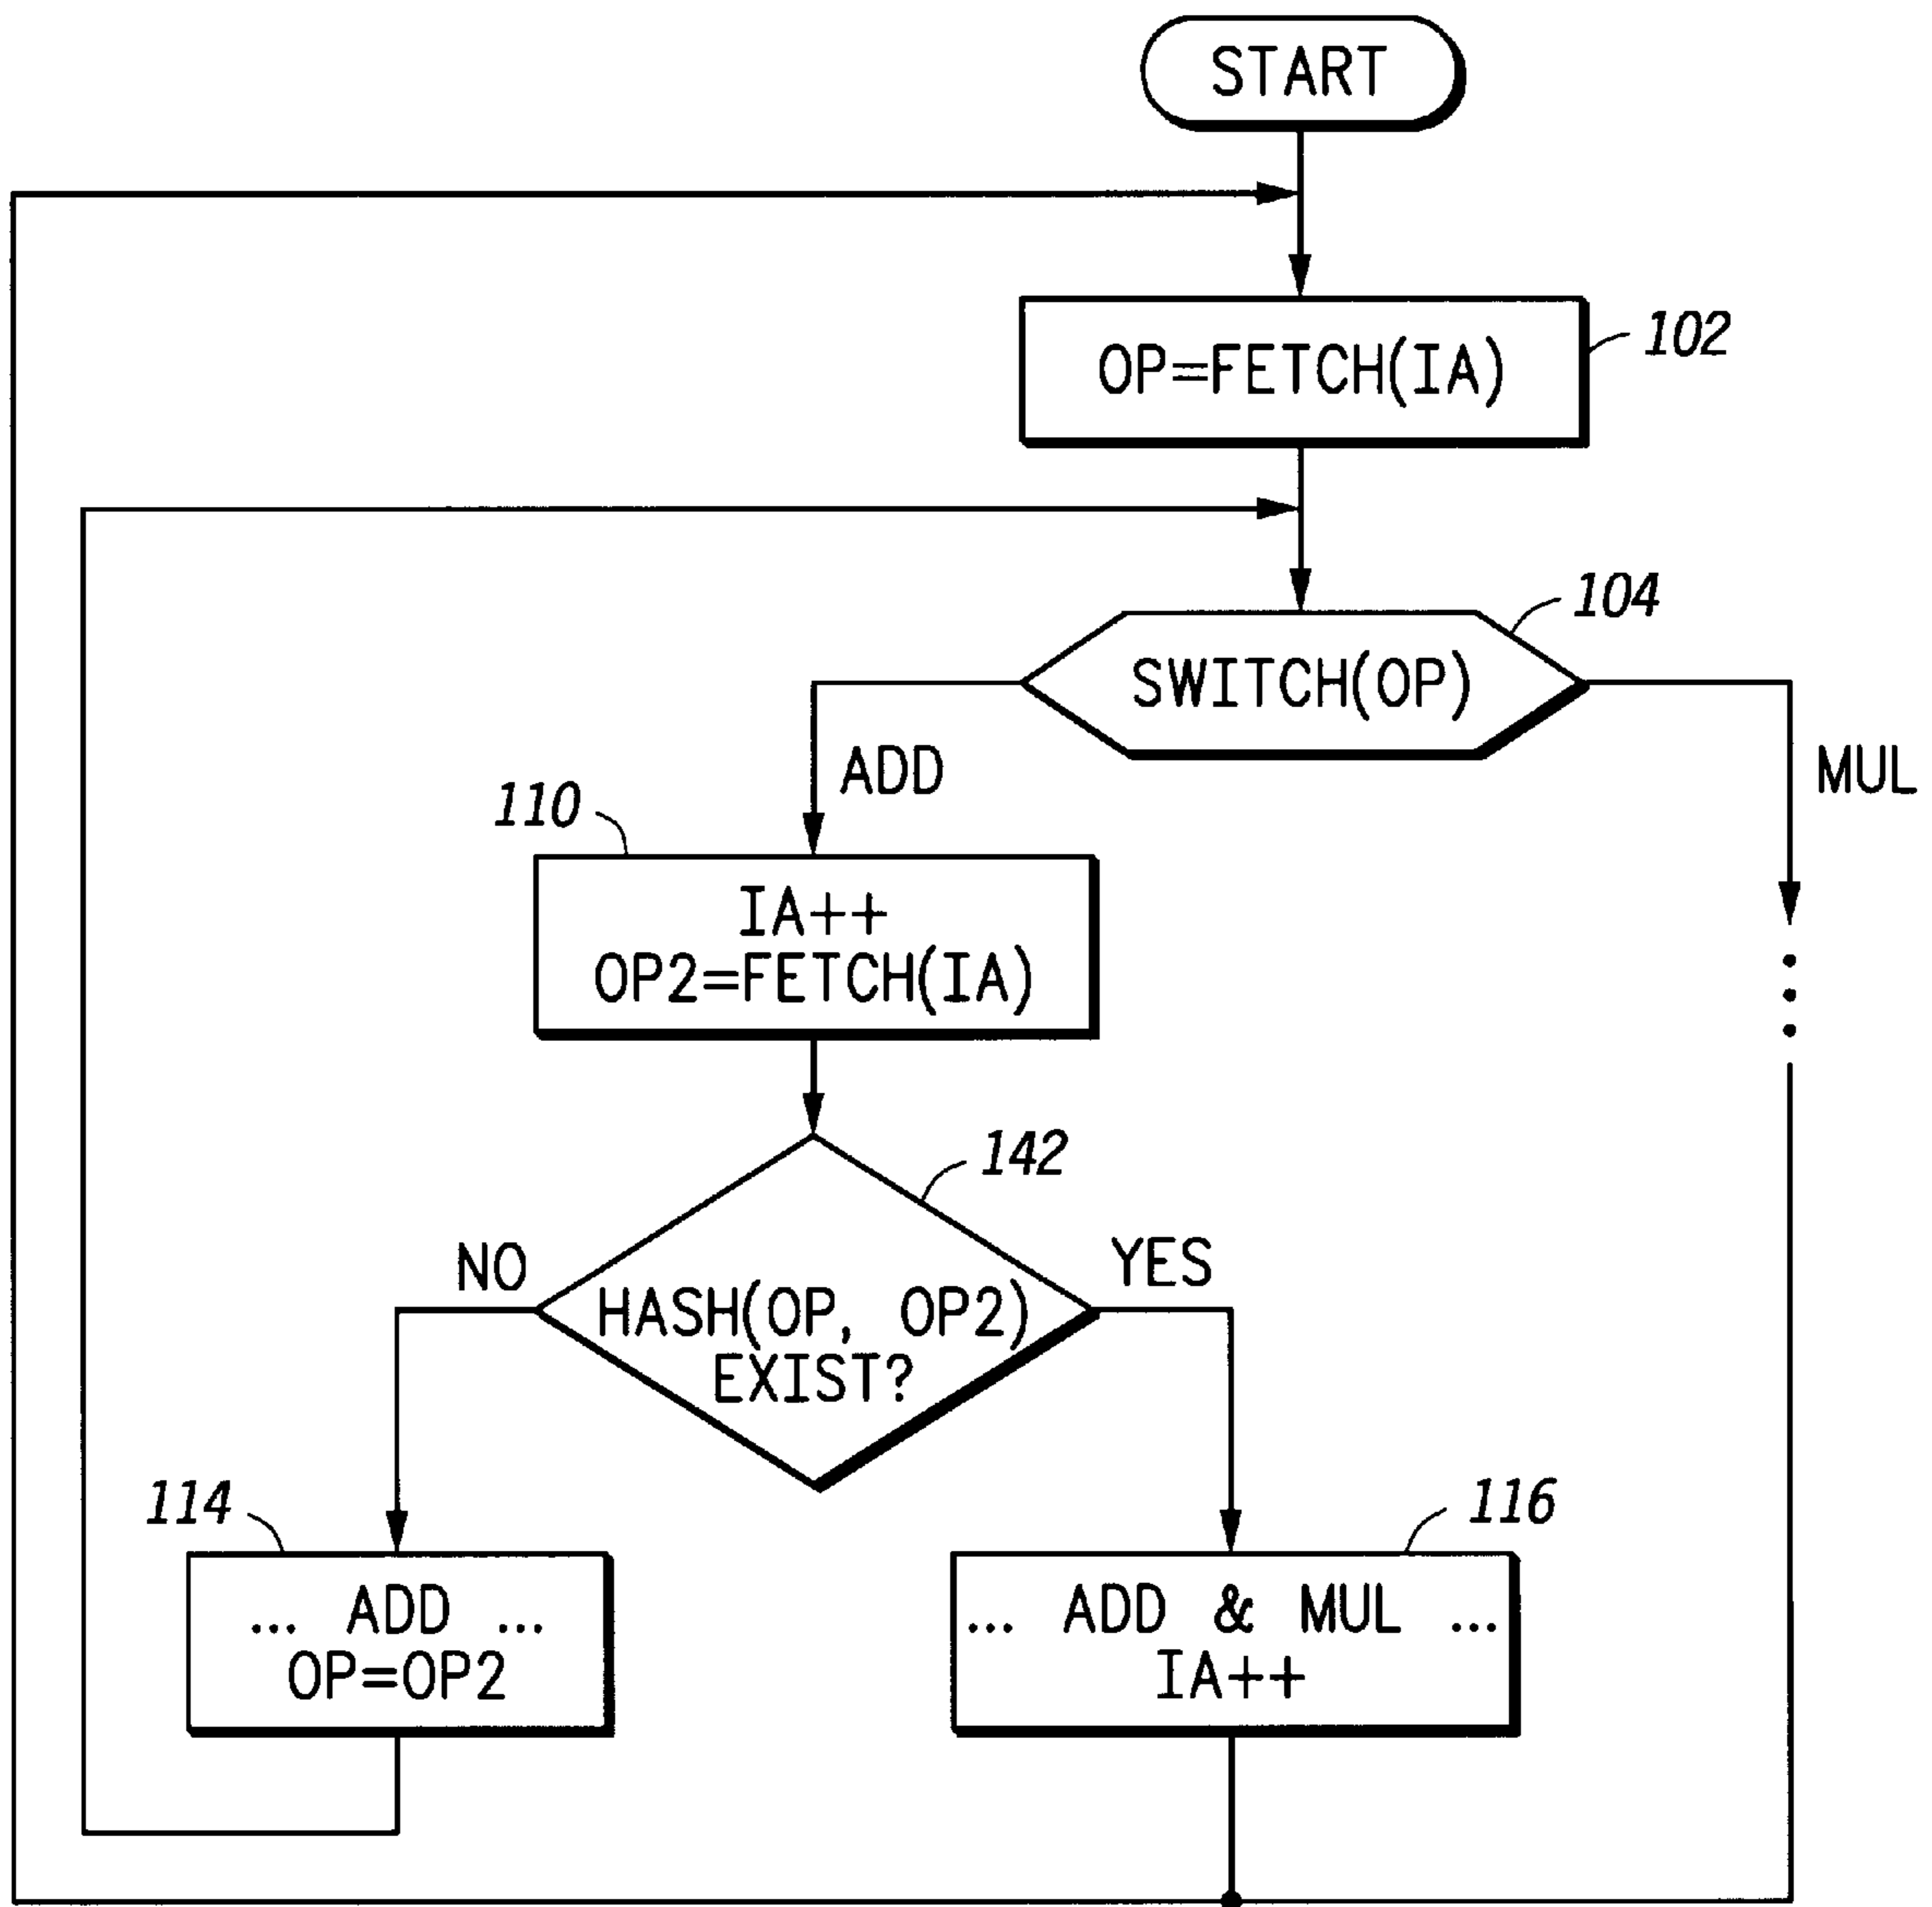 START
OP=FETCH(IA)
102
104
SWITCH(OP)
ADD
MUL
110
IA++
OP2=FETCH(IA)
142
NO
YES
HASH(OP, OP2)
EXIST?
114
... ADD ...
OP=OP2
116
... ADD & MUL ...
IA++